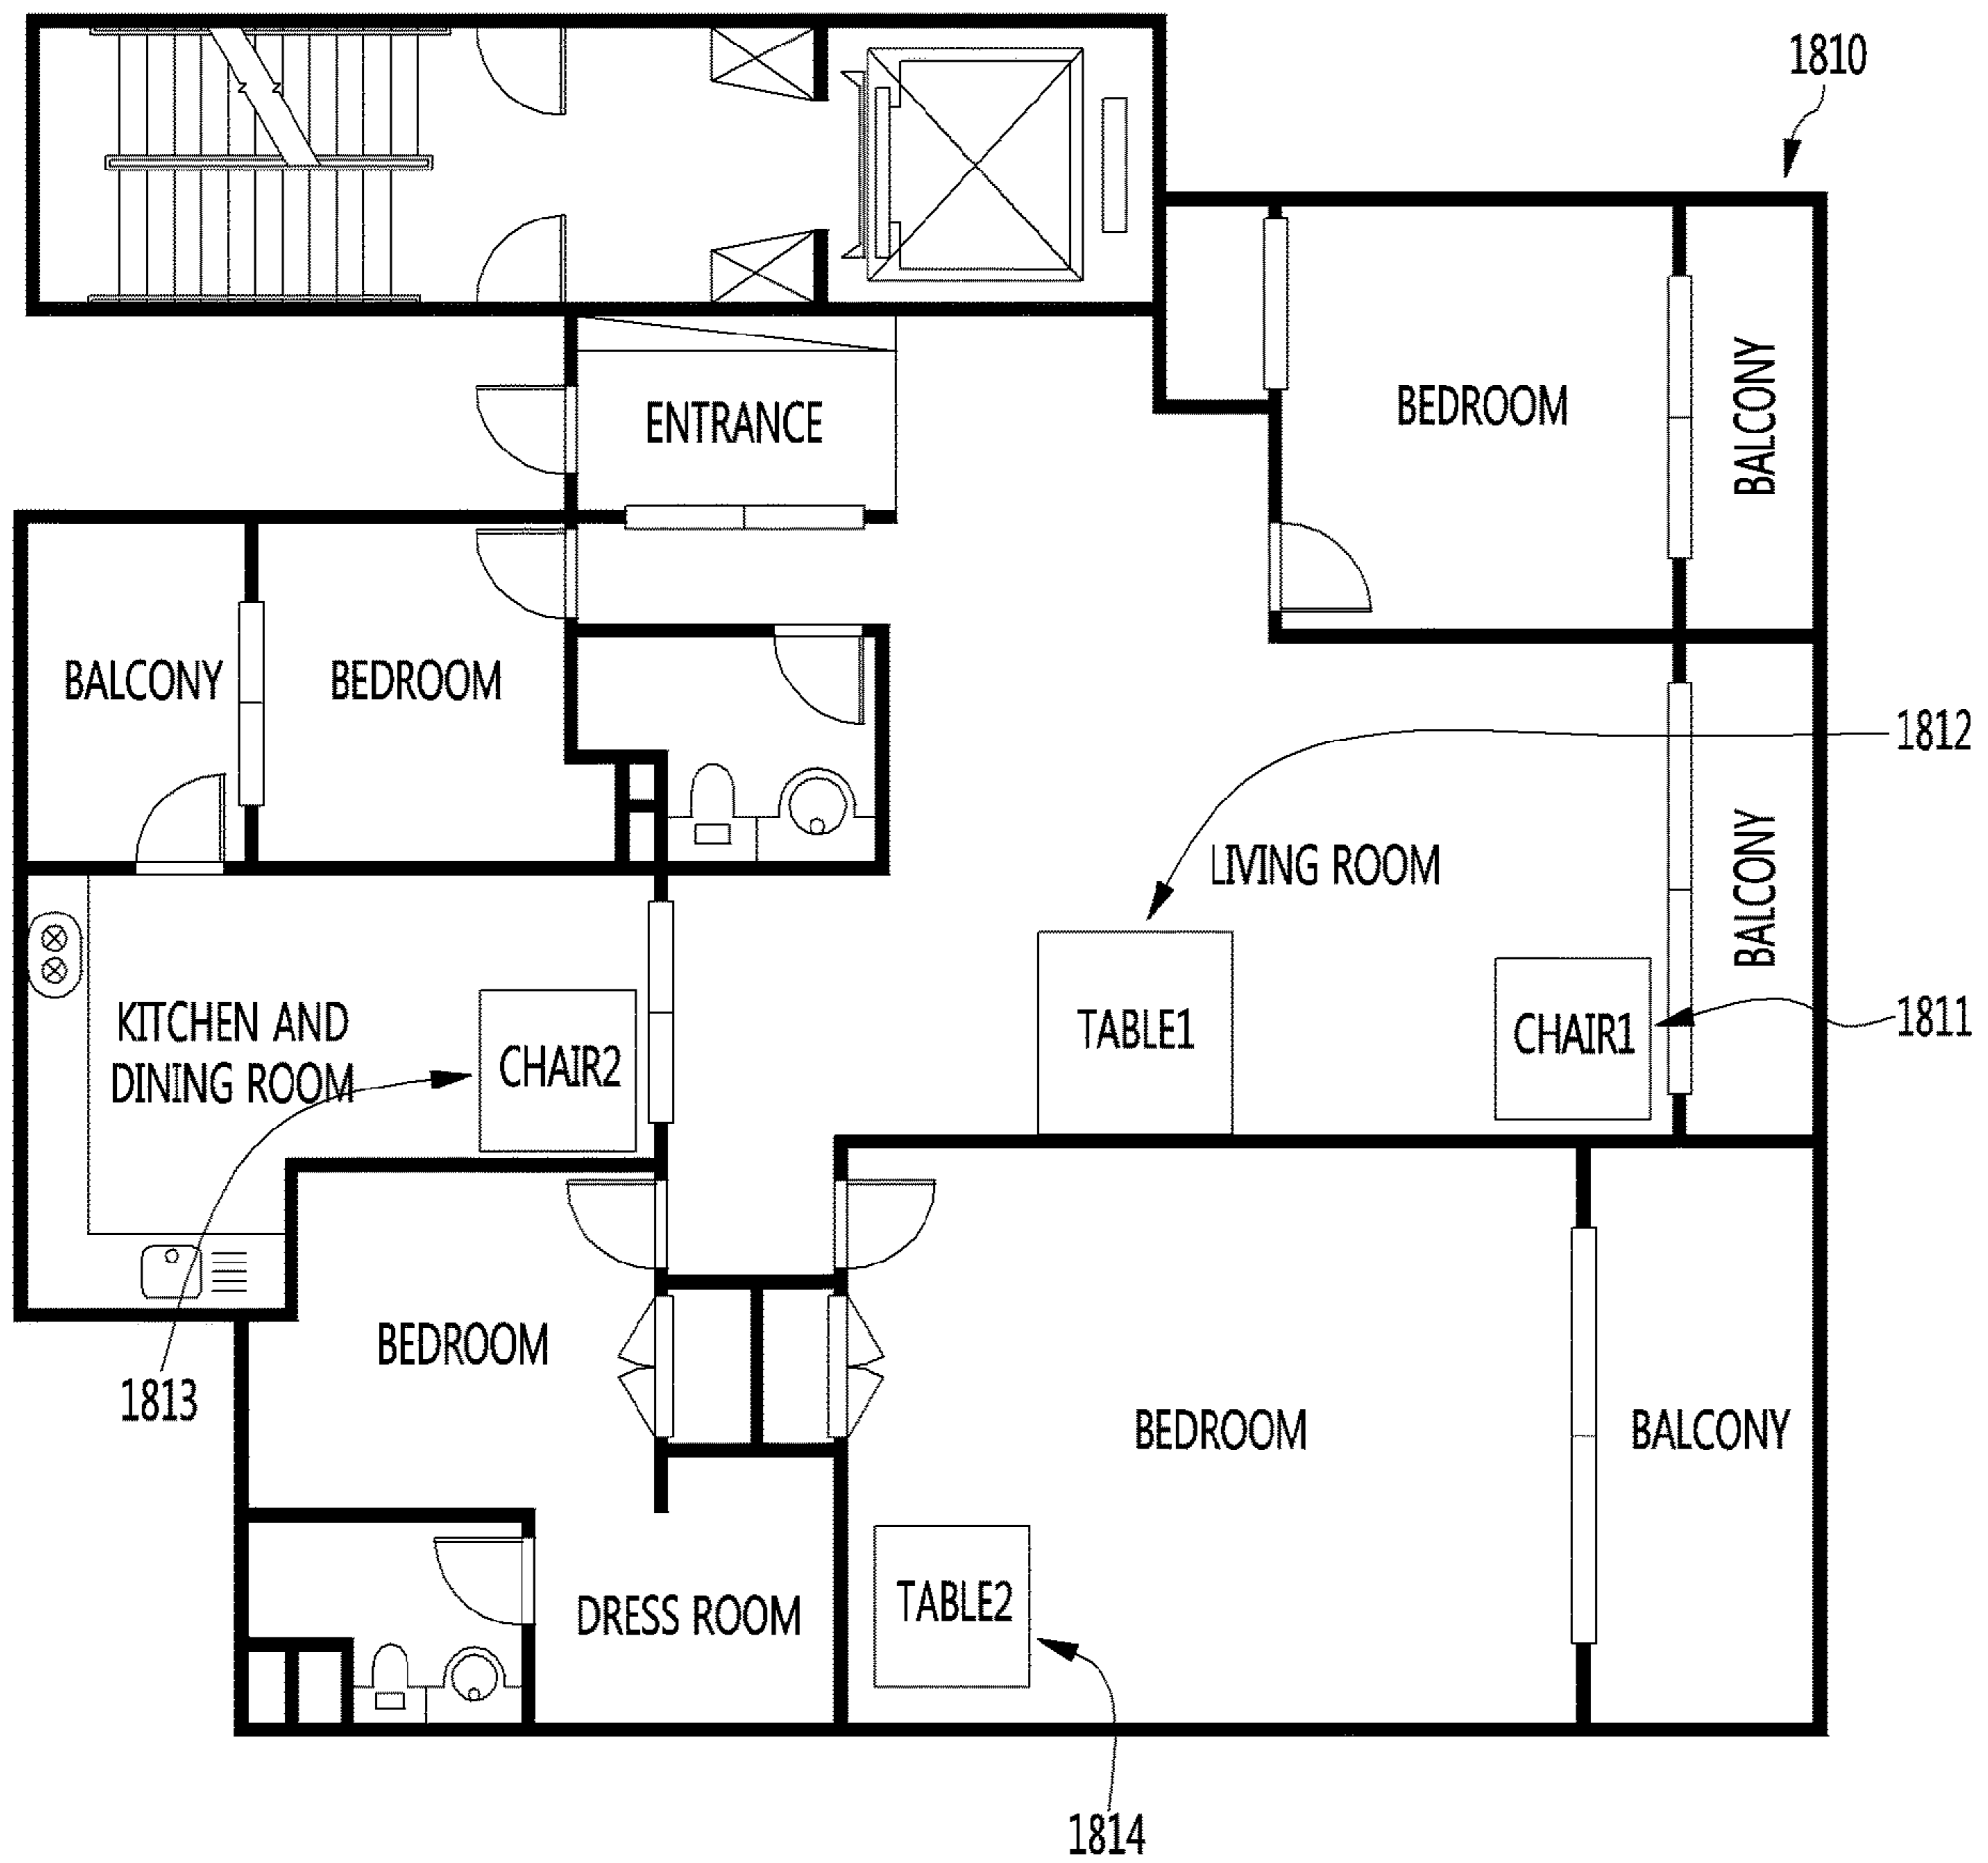 1810
ENTRANCE
BEDROOM
BALCONY
BALCONY
BEDROOM
1812
LIVING ROOM
BALCONY
KITCHEN AND
DINING ROOM
CHAIR2
TABLE1
CHAIR1
1811
BEDROOM
1813
BEDROOM
BALCONY
DRESS ROOM
TABLE2
1814